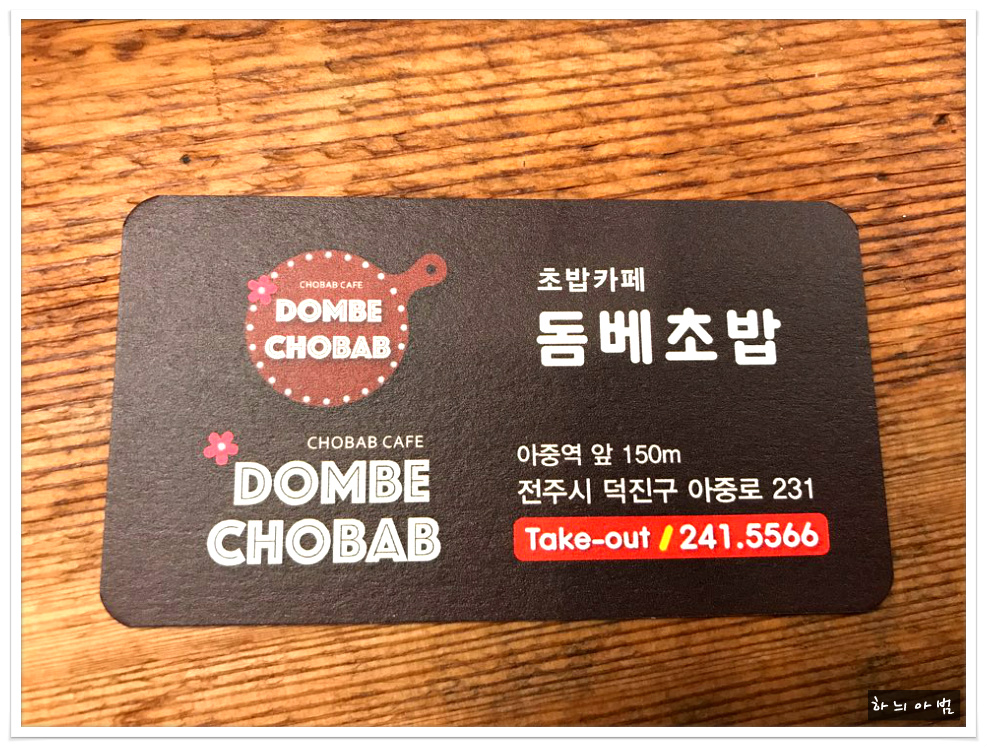 CHOBAB CAFE
DOMBE
CHOBAB
CHOBAB CAFE
DOMBE
CHOBAB
초밥카페
돔베초밥
아중역 앞 150m
전주시 덕진구 아중로 231
Take-out / 241.5566
하늬아범